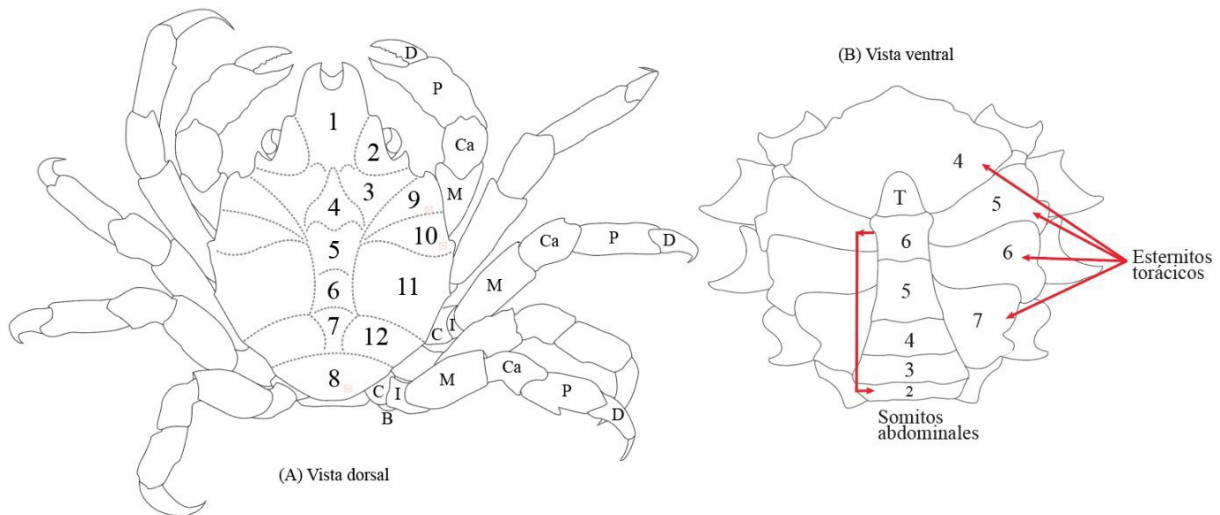 D
P
Ca
M
1
2
3
4
5
6
7
8
9
10
11
12
Ca
P
D
M
C
I
M
Ca
P
D
C
I
B
(A) Vista dorsal
(B) Vista ventral
4
5
6
7
T
6
5
4
3
2
Esternitos
torácicos
Somitos
abdominales